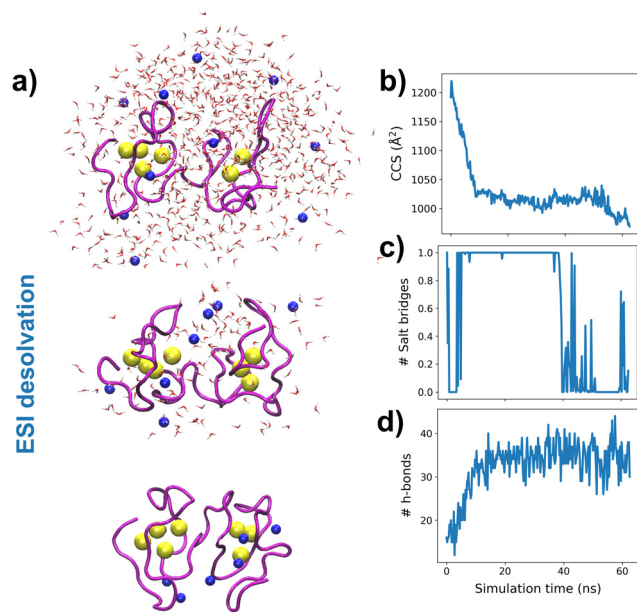 a)
ESI desolvation
b)
CCS (Å²)
1200
1150
1100
1050
1000
c)
# Salt bridges
1.0
0.8
0.6
0.4
0.2
0.0
d)
# h-bonds
40
30
20
0 20 40 60
Simulation time (ns)